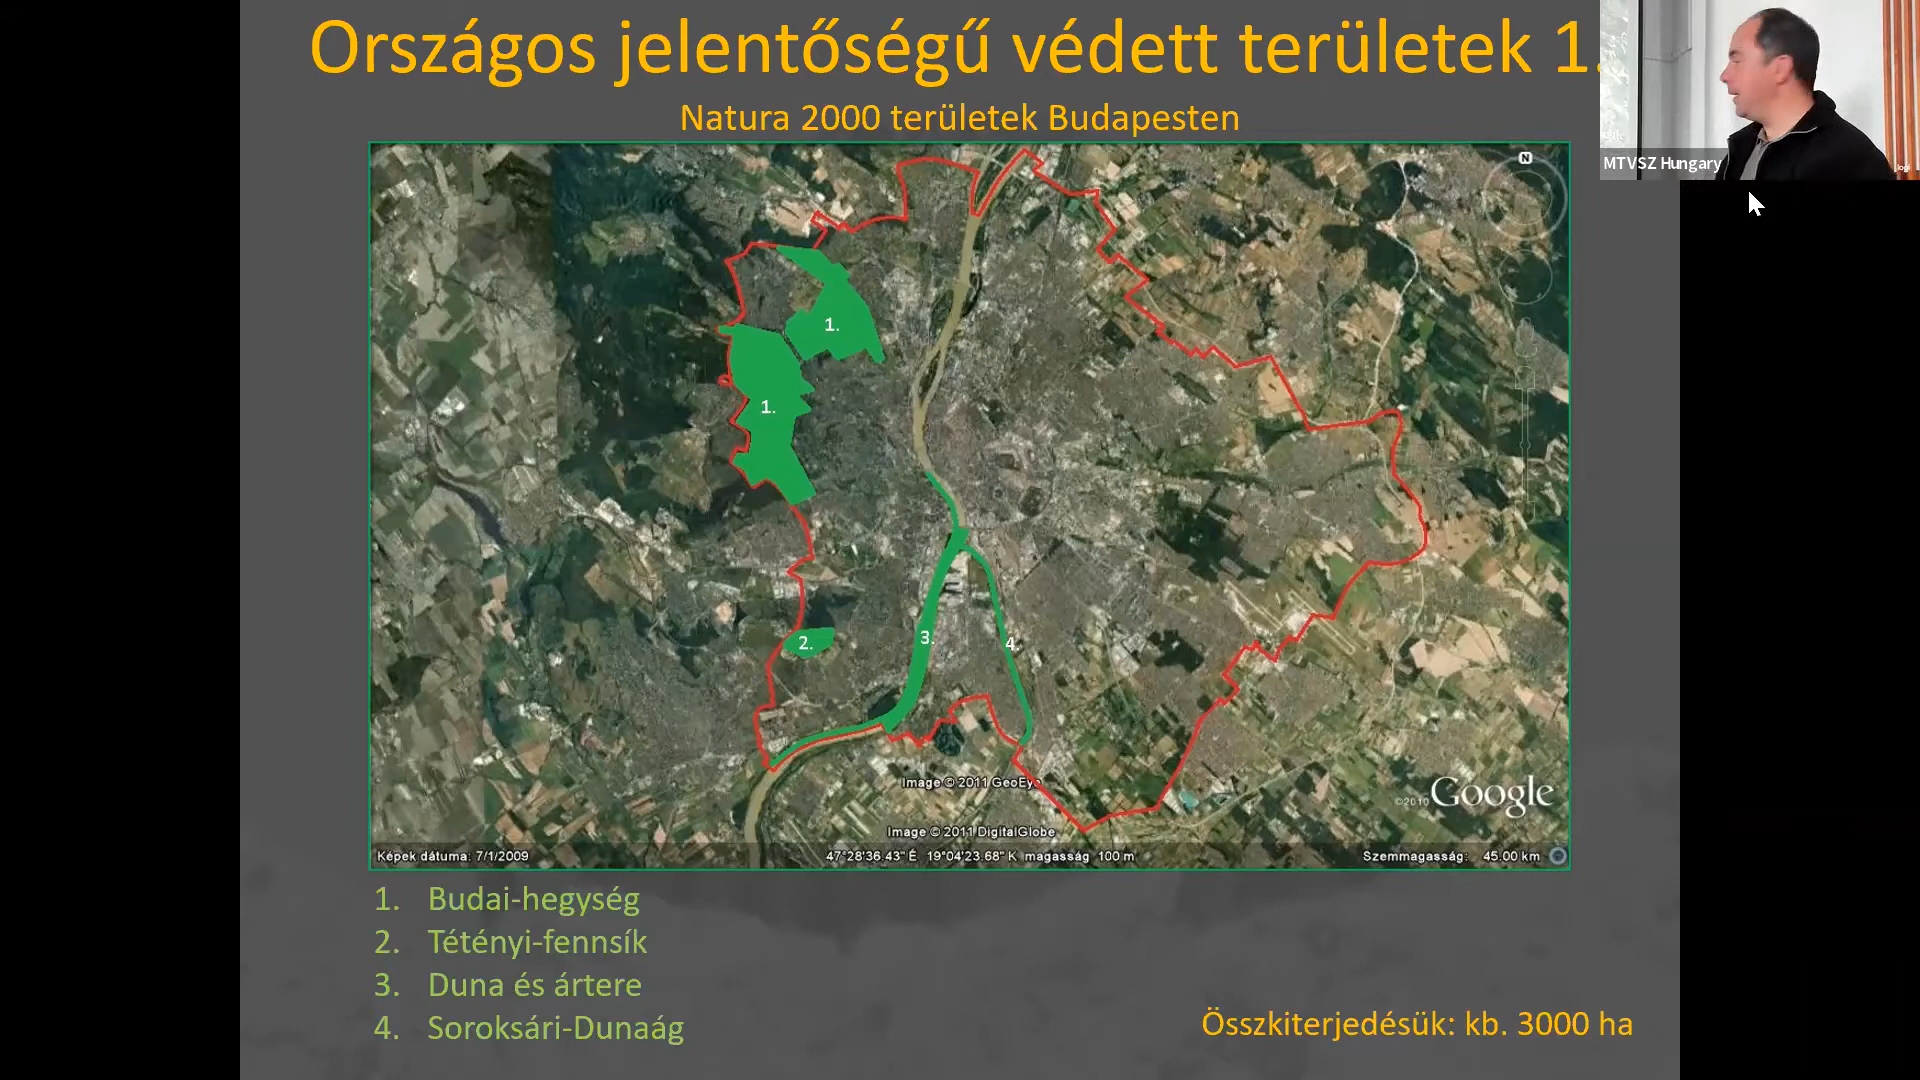 Országos jelentőségű védett területek 1.
Natura 2000 területek Budapesten
MTVSZ Hungary
N
1.
1.
2.
3.
4.
Image © 2011 GeoEye
Image © 2011 DigitalGlobe
©2010 Google
Képek dátuma: 7/1/2009
47°28'36.43" É 19°04'23.68" K magasság 100 m
Szemmagasság: 45.00 km
1. Budai-hegység
2. Tétényi-fennsík
3. Duna és ártere
4. Soroksári-Dunaág
Összkiterjedésük: kb. 3000 ha